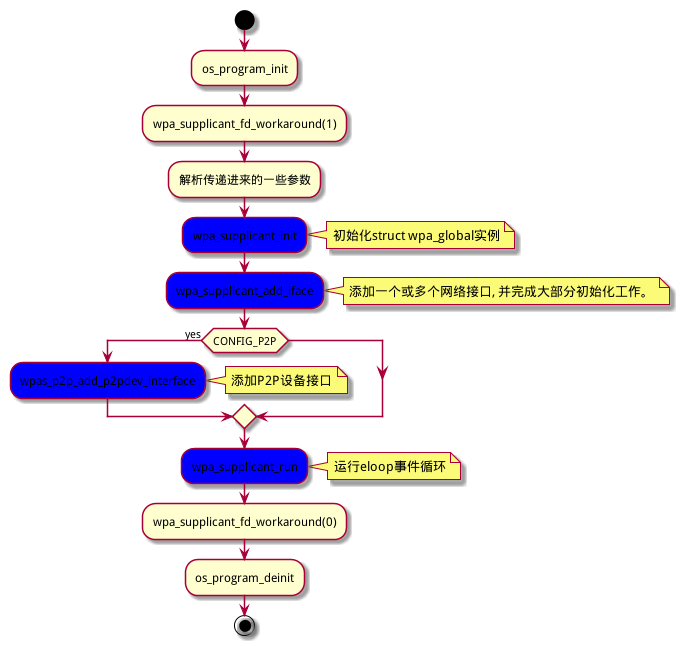 os_program_init
wpa_supplicant_fd_workaround(1)
解析传递进来的一些参数
wpa_supplicant_init
初始化struct wpa_global实例
wpa_supplicant_add_iface
添加一个或多个网络接口, 并完成大部分初始化工作。
yes
CONFIG_P2P
wpas_p2p_add_p2pdev_interface
添加P2P设备接口
wpa_supplicant_run
运行eloop事件循环
wpa_supplicant_fd_workaround(0)
os_program_deinit